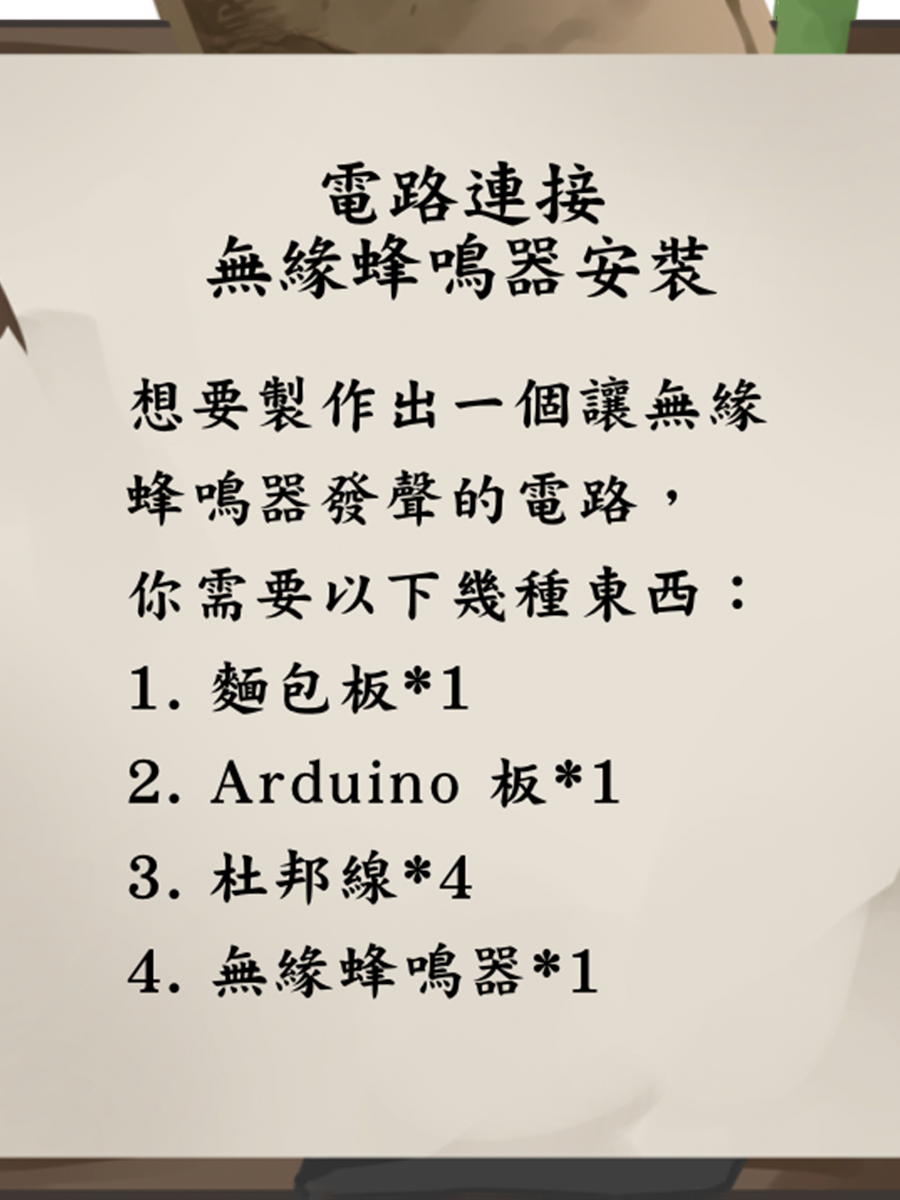 電路連接
無緣蜂鳴器安裝
想要製作出一個讓無緣
蜂鳴器發聲的電路，
你需要以下幾種東西：
1. 麵包板*1
2. Arduino 板*1
3. 杜邦線*4
4. 無緣蜂鳴器*1